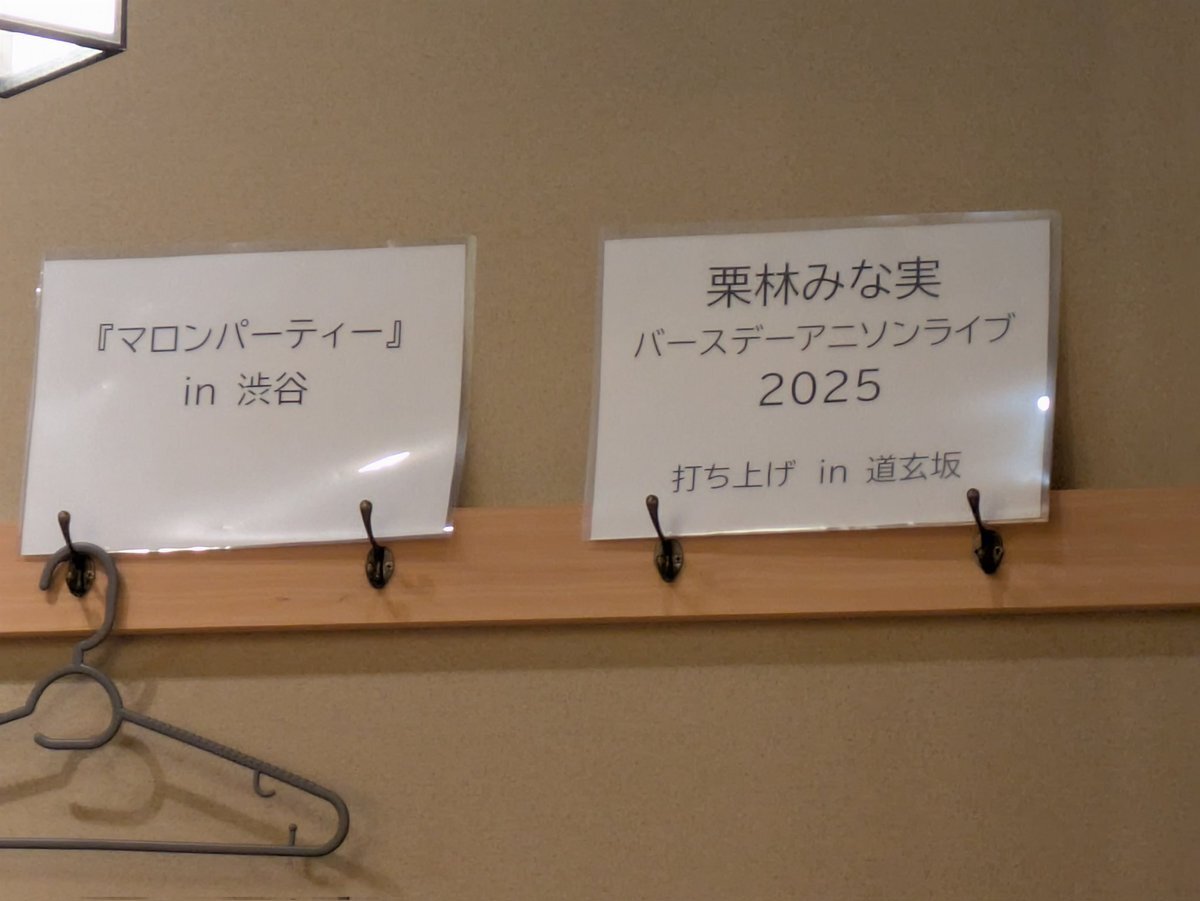 『マロンパーティー』
in 渋谷
栗林みな実
バースデーアニソンライブ
2025
打ち上げ in 道玄坂